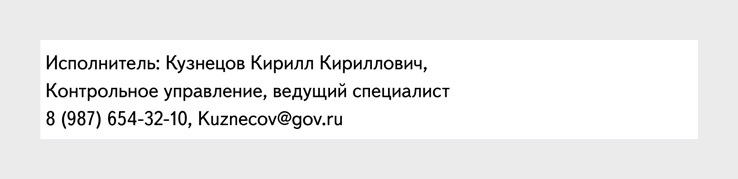 Исполнитель: Кузнецов Кирилл Кириллович,
Контрольное управление, ведущий специалист
8 (987) 654-32-10, Kuznecov@gov.ru